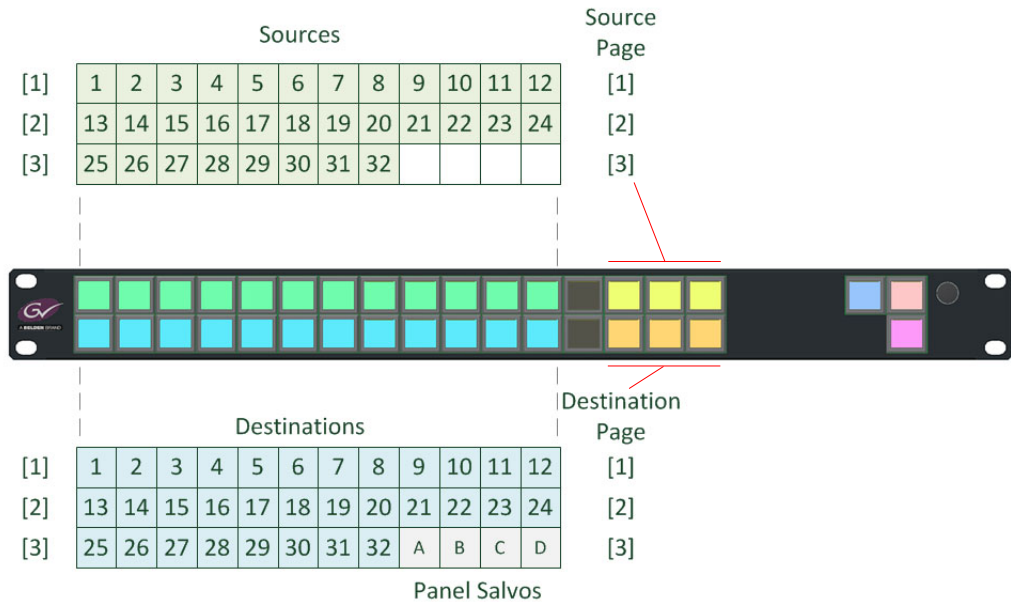 Source
Sources
Page
[1] 1 2 3 4 5 6 7 8 9 10 11 12 [1]
[2] 13 14 15 16 17 18 19 20 21 22 23 24 [2]
[3] 25 26 27 28 29 30 31 32 [3]
GV
A BELDEN BRAND
Destination
Destinations
Page
[1] 1 2 3 4 5 6 7 8 9 10 11 12 [1]
[2] 13 14 15 16 17 18 19 20 21 22 23 24 [2]
[3] 25 26 27 28 29 30 31 32 A B C D [3]
Panel Salvos